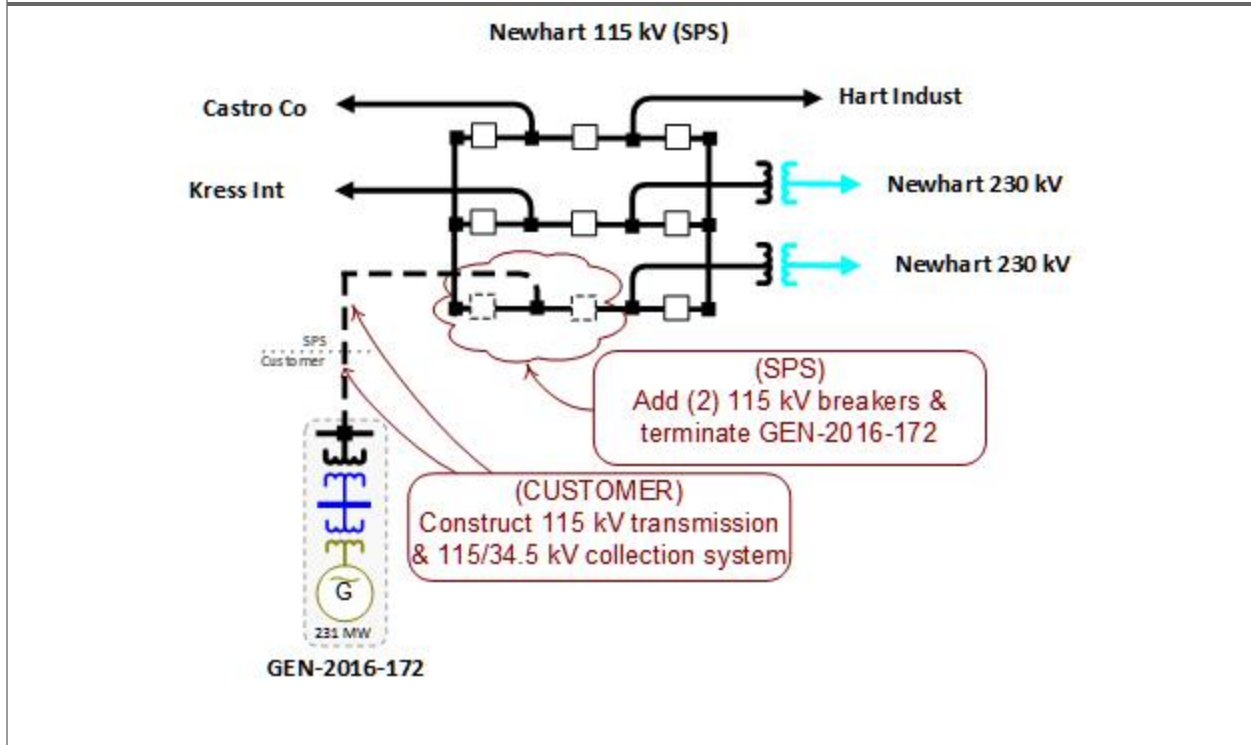 Newhart 115 kV (SPS)
Castro Co
Hart Indust
Kress Int
Newhart 230 kV
Newhart 230 kV
SPS
Customer
(SPS)
Add (2) 115 kV breakers &
terminate GEN-2016-172
(CUSTOMER)
Construct 115 kV transmission
& 115/34.5 kV collection system
G
231 MW
GEN-2016-172